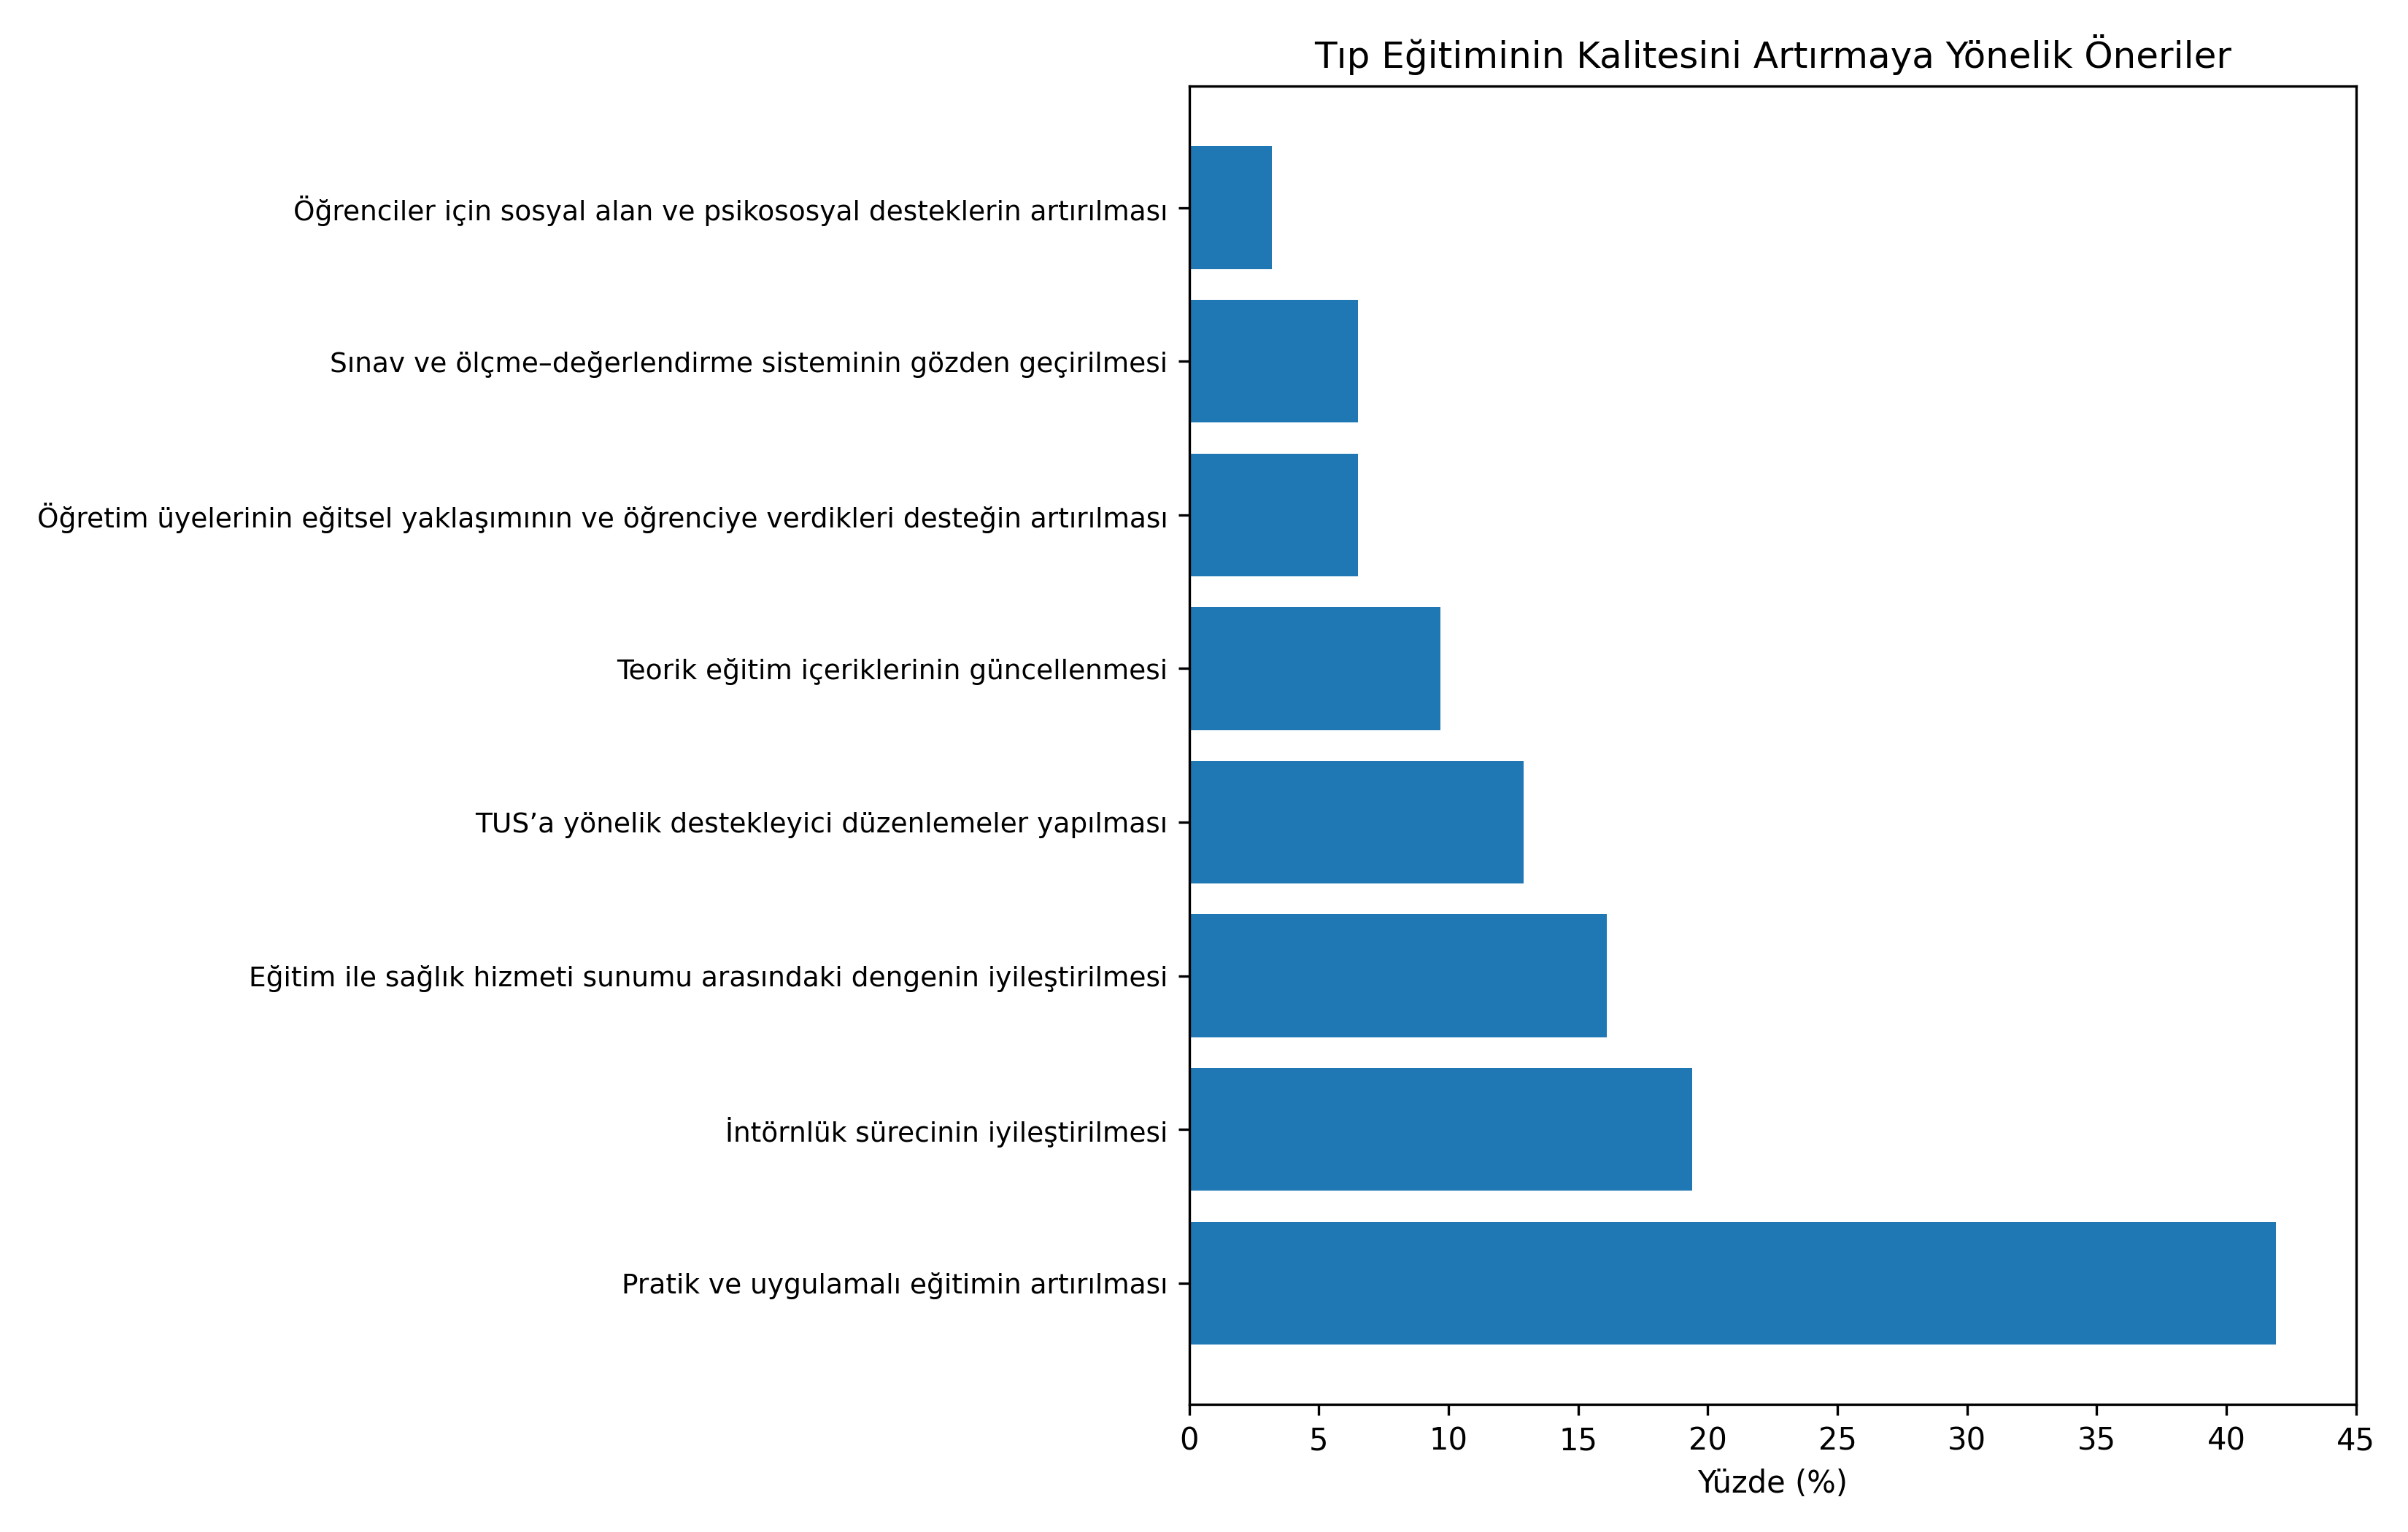 Tıp Eğitiminin Kalitesini Artırmaya Yönelik Öneriler
Öğrenciler için sosyal alan ve psikososyal desteklerin artırılması
Sınav ve ölçme–değerlendirme sisteminin gözden geçirilmesi
Öğretim üyelerinin eğitsel yaklaşımının ve öğrenciye verdikleri desteğin artırılması
Teorik eğitim içeriklerinin güncellenmesi
TUS’a yönelik destekleyici düzenlemeler yapılması
Eğitim ile sağlık hizmeti sunumu arasındaki dengenin iyileştirilmesi
İntörnlük sürecinin iyileştirilmesi
Pratik ve uygulamalı eğitimin artırılması
0 5 10 15 20 25 30 35 40 45
Yüzde (%)